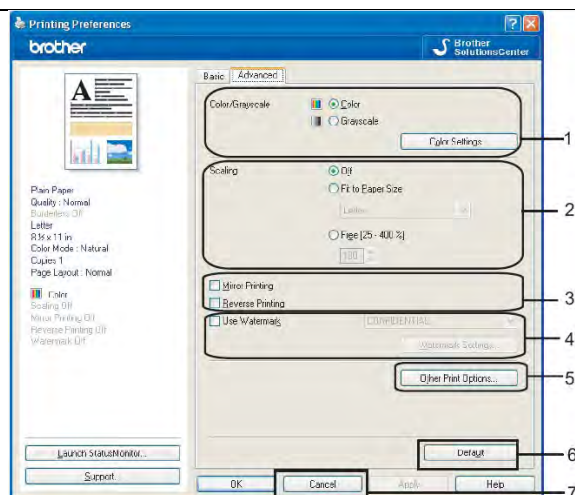 Printing Preferences
brother
Brother
SolutionsCenter
A
Plain Paper
Quality : Normal
Borderless Off
Letter
8½ x 11 in
Color Mode : Natural
Copies 1
Page Layout : Normal
Color
Scaling Off
Mirror Printing Off
Reverse Printing Off
Watermark Off
Launch StatusMonitor...
Support...
Basic
Advanced
Color/Grayscale
Color
Grayscale
Color Settings...
1
Scaling
Off
Fit to Paper Size
Letter
Free [25 - 400 %]
100
2
Mirror Printing
Reverse Printing
3
Use Watermark
CONFIDENTIAL
Watermark Settings...
4
Other Print Options...
5
Default
6
OK
Cancel
Apply
Help
7